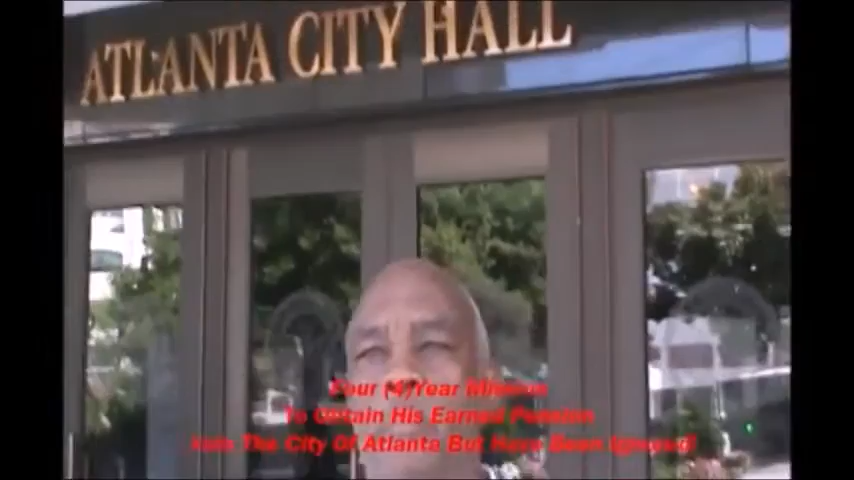 ATLANTA CITY HALL
Four (4)Year Mission
To Obtain His Earned Pension
From The City Of Atlanta But Have Been Ignored!